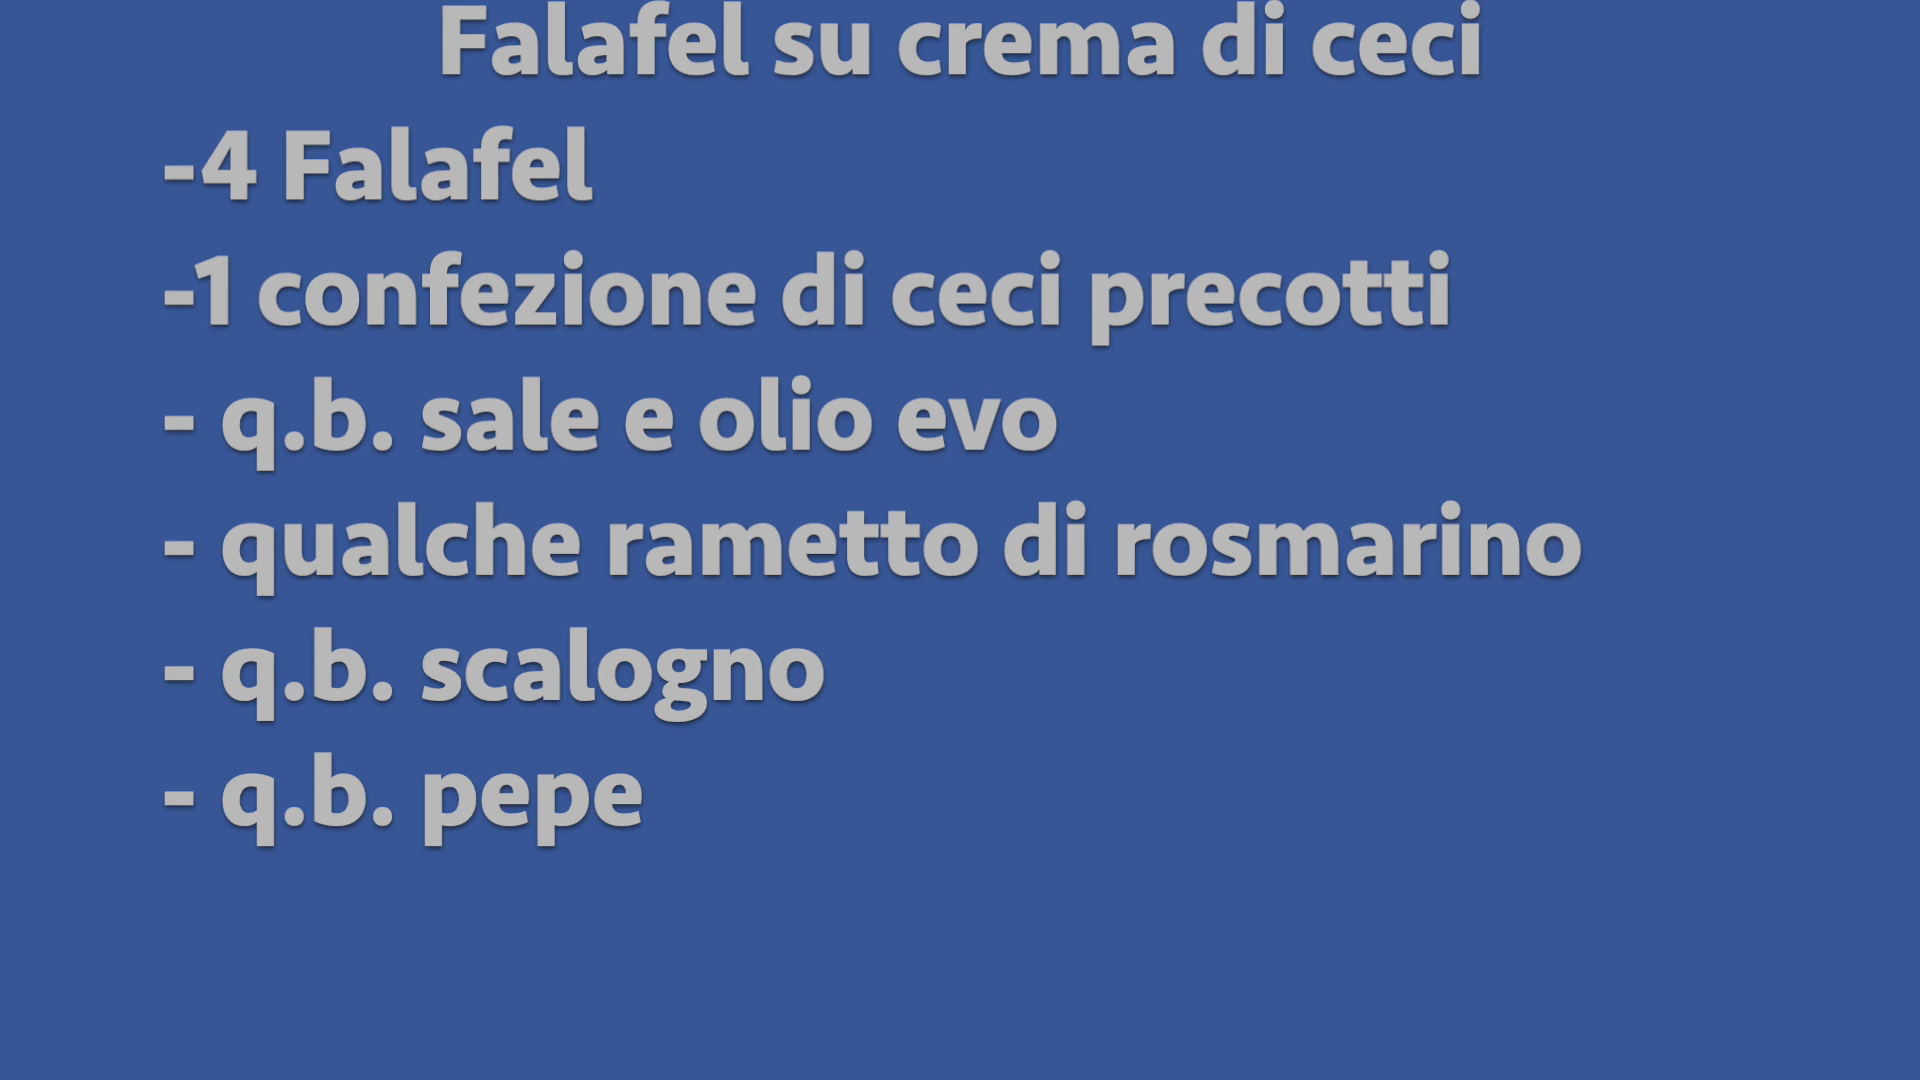 Falafel su crema di ceci
-4 Falafel
-1 confezione di ceci precotti
- q.b. sale e olio evo
- qualche rametto di rosmarino
- q.b. scalogno
- q.b. pepe